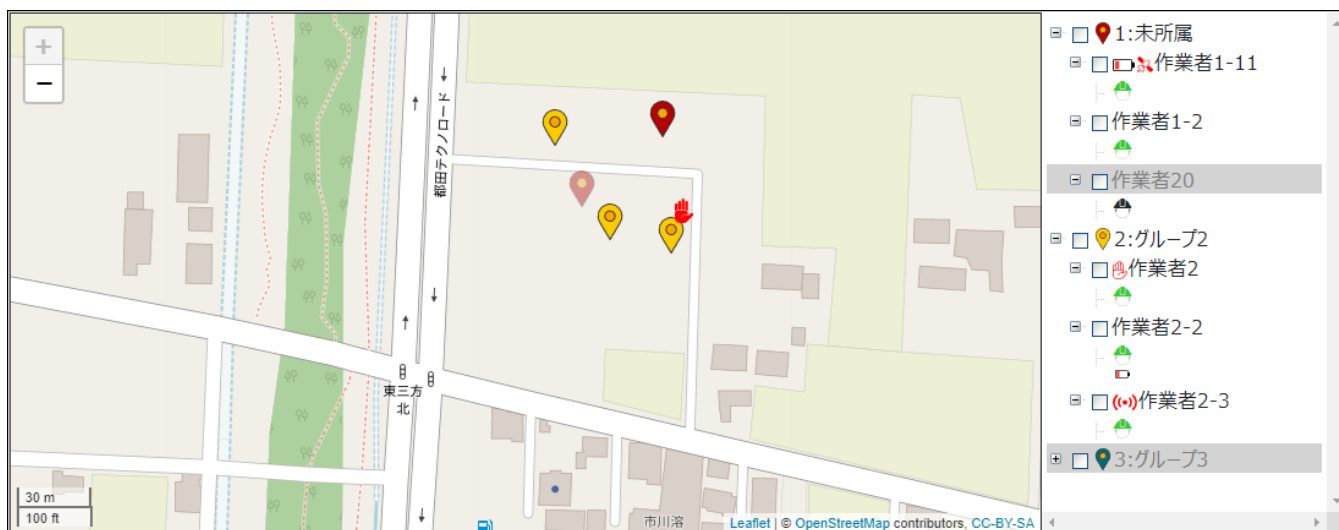 +
−
都田テクノロード
東三方
北
市川溶
30 m
100 ft
Leaflet | © OpenStreetMap contributors, CC-BY-SA
1:未所属
作業者1-11
作業者1-2
作業者20
2:グループ2
作業者2
作業者2-2
作業者2-3
3:グループ3